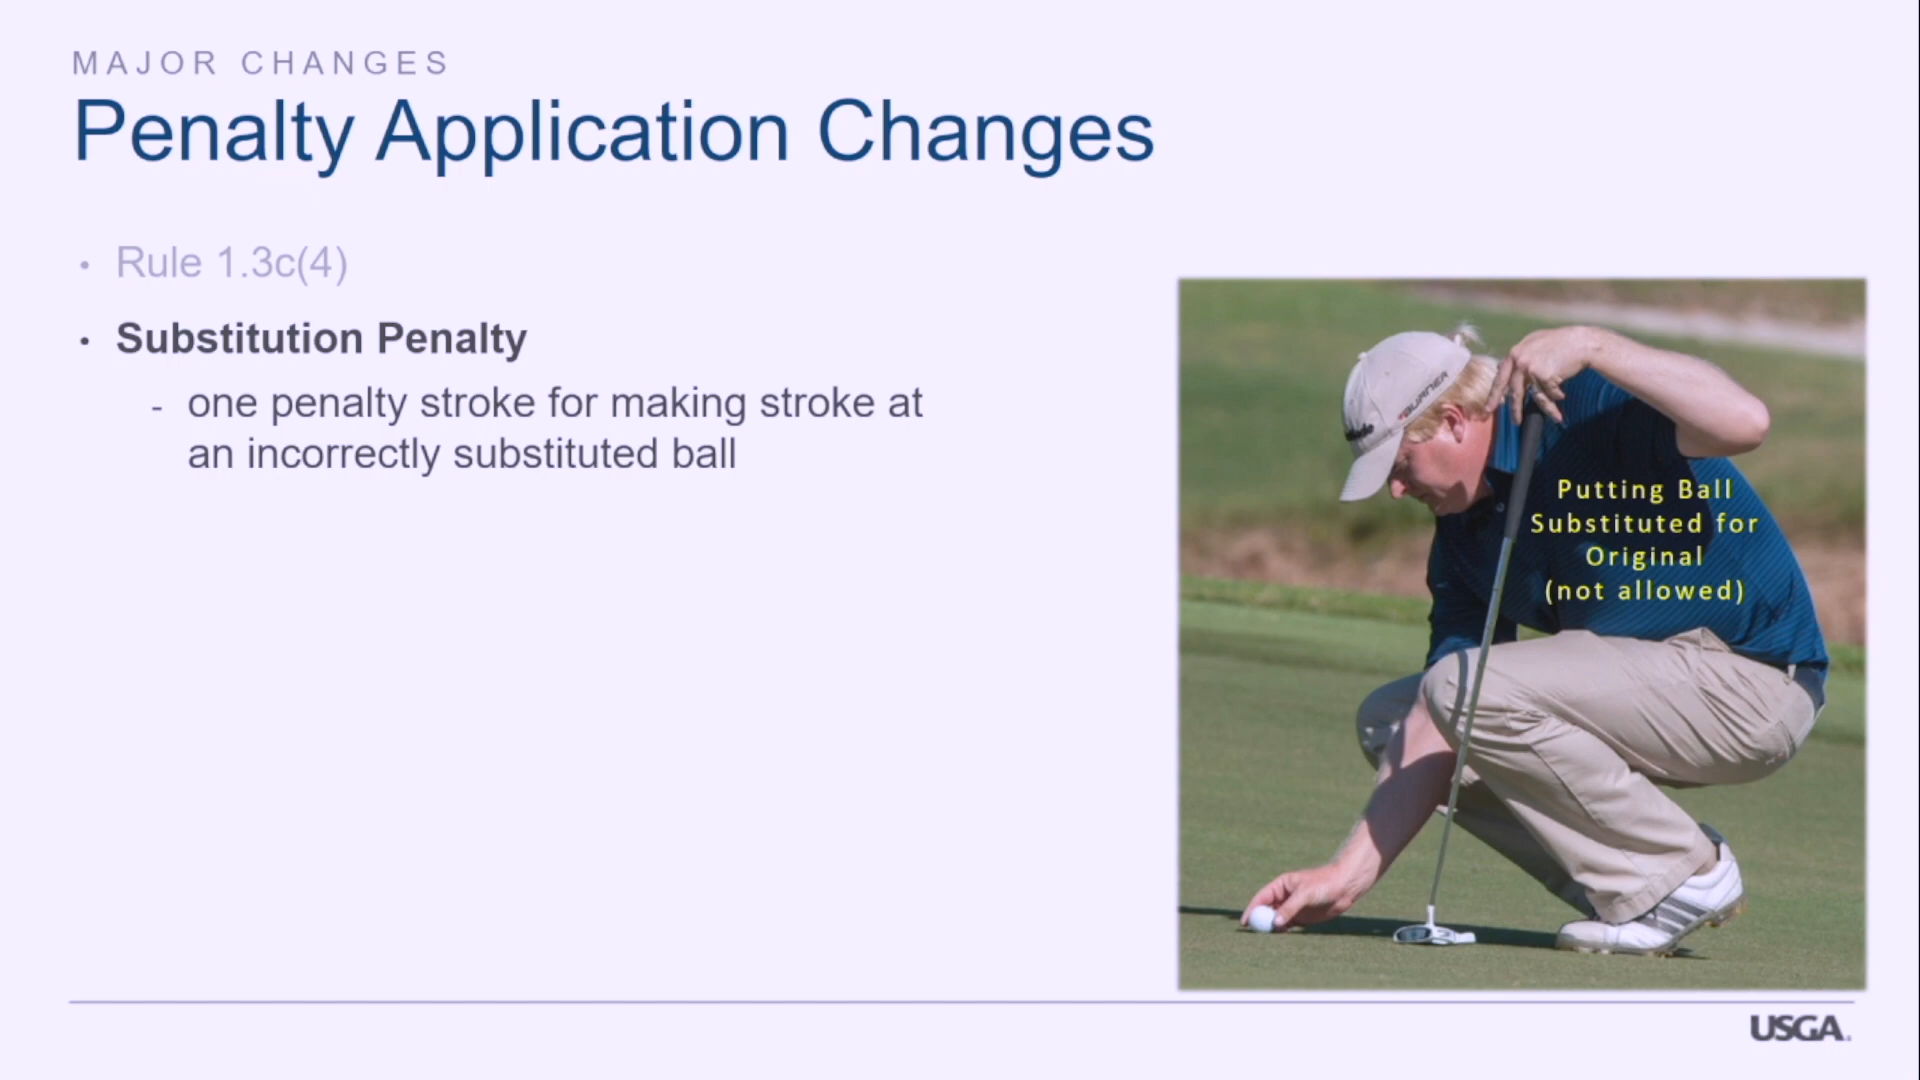 MAJOR CHANGES
Penalty Application Changes
• Rule 1.3c(4)
• Substitution Penalty
- one penalty stroke for making stroke at
an incorrectly substituted ball
BURNER
Putting Ball
Substituted for
Original
(not allowed)
USGA.